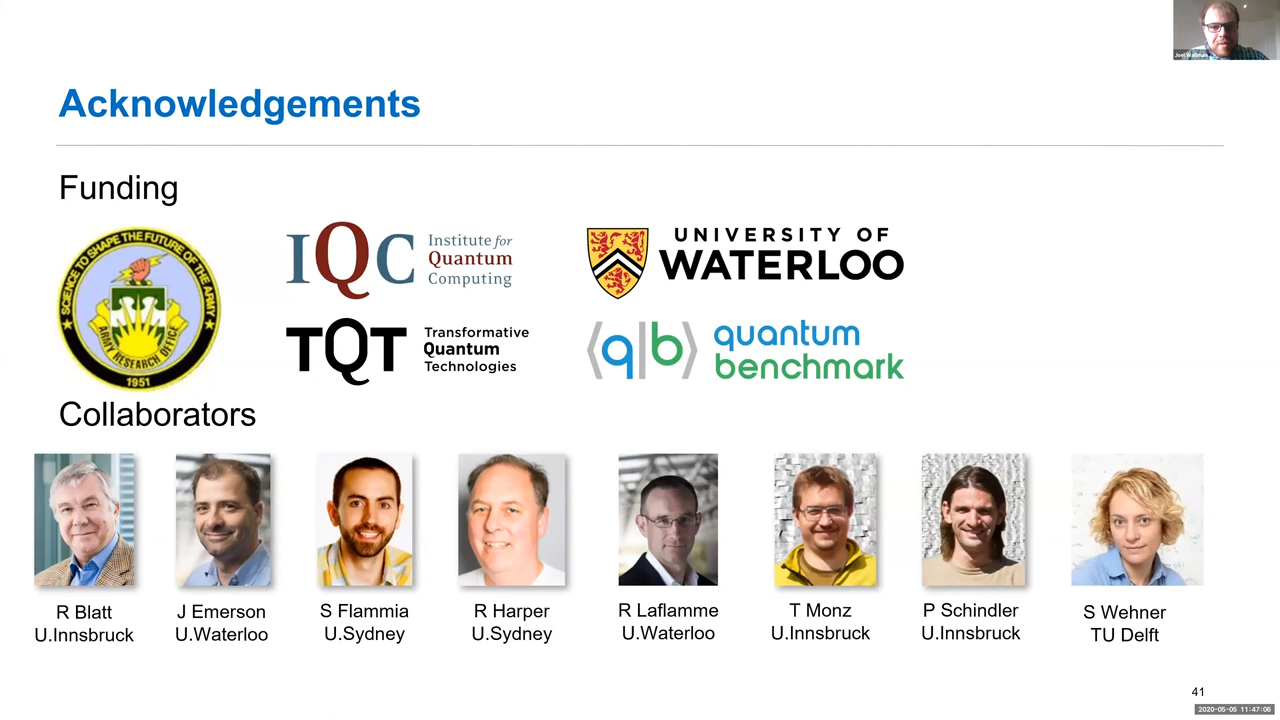 Joel Wallman
Acknowledgements
Funding
SCIENCE TO SHAPE THE FUTURE OF THE ARMY
ARMY RESEARCH OFFICE
1951
IQC
Institute for
Quantum
Computing
UNIVERSITY OF
WATERLOO
TQT
Transformative
Quantum
Technologies
⟨q|b⟩
quantum
benchmark
Collaborators
R Blatt
U.Innsbruck
J Emerson
U.Waterloo
S Flammia
U.Sydney
R Harper
U.Sydney
R Laflamme
U.Waterloo
T Monz
U.Innsbruck
P Schindler
U.Innsbruck
S Wehner
TU Delft
41
2020-05-05 11:47:06